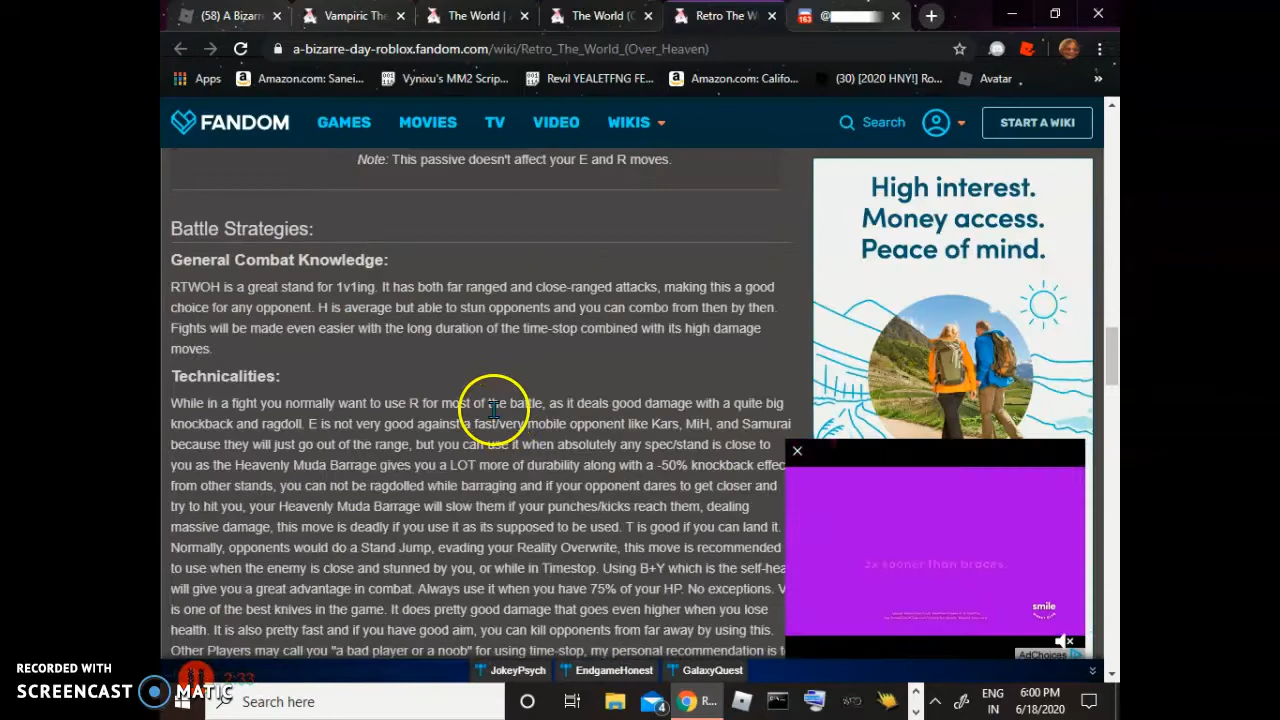 (58) A Bizarr
Vampiric The
The World |
The World (O
Retro The W
163
@
a-bizarre-day-roblox.fandom.com/wiki/Retro_The_World_(Over_Heaven)
Apps
Amazon.com: Sanei...
Vynixu's MM2 Scrip...
Revil YEALETFNG FE...
Amazon.com: Califo...
(30) [2020 HNY!] Ro...
Avatar
»
FANDOM
GAMES
MOVIES
TV
VIDEO
WIKIS
Search
START A WIKI
Note: This passive doesn't affect your E and R moves.
Battle Strategies:
General Combat Knowledge:
RTWOH is a great stand for 1v1ing. It has both far ranged and close-ranged attacks, making this a good
choice for any opponent. H is average but able to stun opponents and you can combo from then by then.
Fights will be made even easier with the long duration of the time-stop combined with its high damage
moves.
Technicalities:
While in a fight you normally want to use R for most of the battle, as it deals good damage with a quite big
knockback and ragdoll. E is not very good against a fast/very mobile opponent like Kars, MiH, and Samurai
because they will just go out of the range, but you can use it when absolutely any spec/stand is close to
you as the Heavenly Muda Barrage gives you a LOT more of durability along with a -50% knockback effec
from other stands, you can not be ragdolled while barraging and if your opponent dares to get closer and
try to hit you, your Heavenly Muda Barrage will slow them if your punches/kicks reach them, dealing
massive damage, this move is deadly if you use it as its supposed to be used. T is good if you can land it.
Normally, opponents would do a Stand Jump, evading your Reality Overwrite, this move is recommended
to use when the enemy is close and stunned by you, or while in Timestop. Using B+Y which is the self-hea
will give you a great advantage in combat. Always use it when you have 75% of your HP. No exceptions. V
is one of the best knives in the game. It does pretty good damage that goes even higher when you lose
health. It is also pretty fast and if you have good aim, you can kill opponents from far away by using this.
Other Players may call you "a bad player or a noob" for using time-stop, my personal recommendation is t
High interest.
Money access.
Peace of mind.
2x sooner than braces.
smile
AdChoices
JokeyPsych
EndgameHonest
GalaxyQuest
RECORDED WITH
SCREENCAST MATIC
2:33
Search here
4
R...
ENG
IN
6:00 PM
6/18/2020